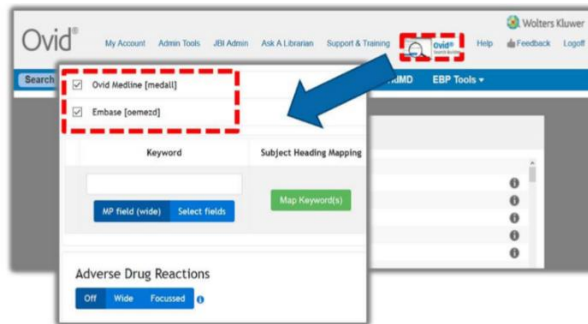 Wolters Kluwer
Ovid®
My Account Admin Tools JBI Admin Ask A Librarian Support & Training Ovid® Help Feedback Logoff
Search EBP Tools
Ovid Medline [medall]
Embase [oemezd]
Keyword Subject Heading Mapping
MP field (wide) Select fields Map Keyword(s)
Adverse Drug Reactions
Off Wide Focussed